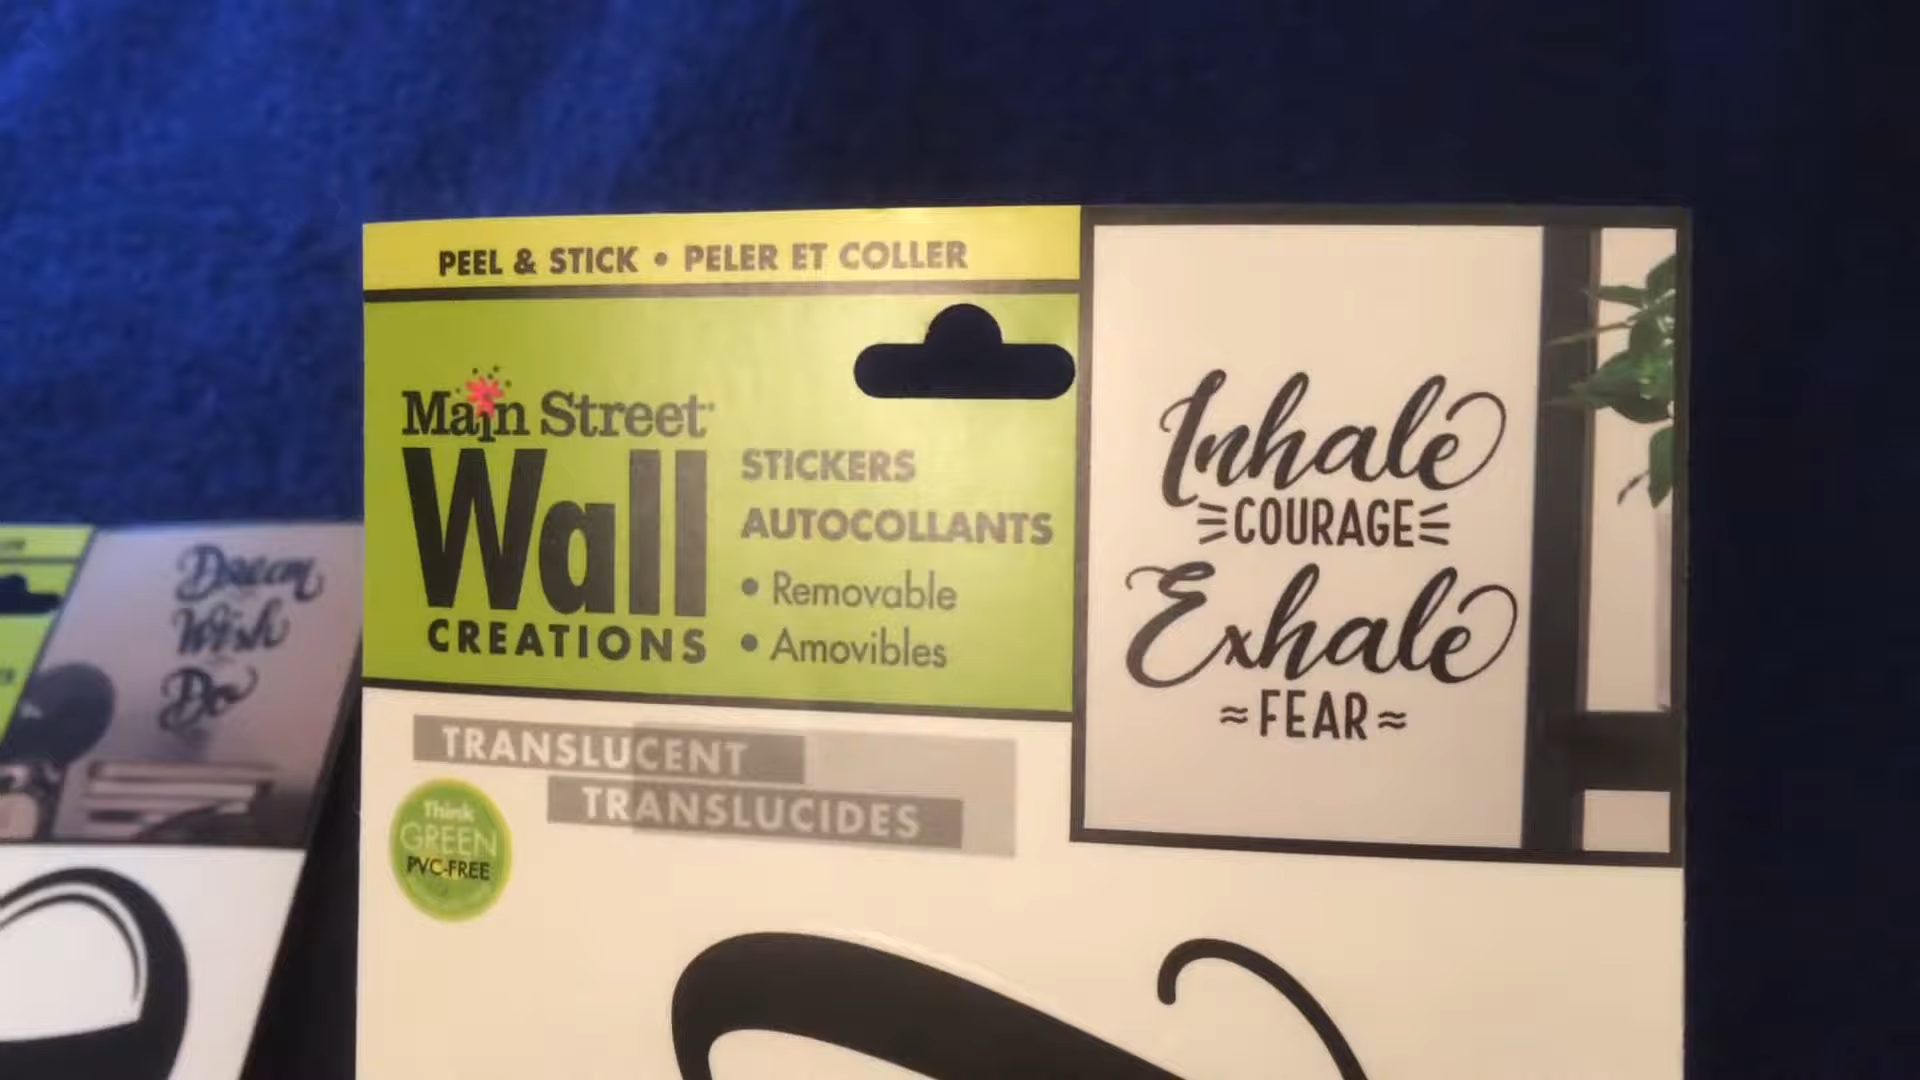 PEEL & STICK • PELER ET COLLER
Main Street
Wall
CREATIONS
STICKERS
AUTOCOLLANTS
• Removable
• Amovibles
TRANSLUCENT
TRANSLUCIDES
Think
GREEN
PVC-FREE
Inhale
COURAGE
Exhale
≈FEAR≈
Dream
Wish
Do